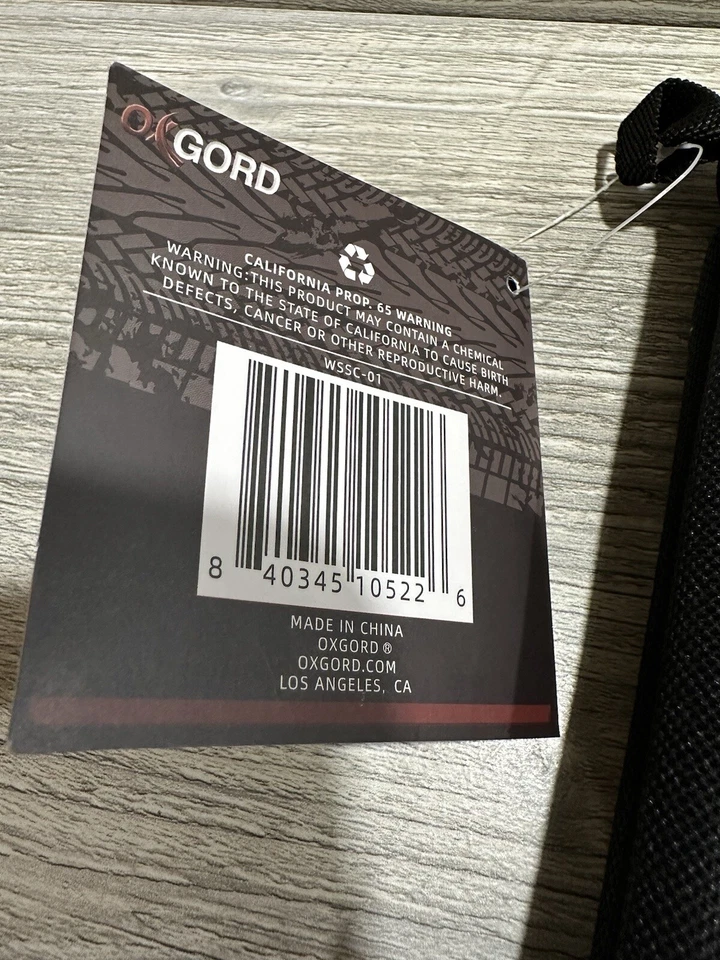 OXGORD
CALIFORNIA PROP. 65 WARNING
WARNING:THIS PRODUCT MAY CONTAIN A CHEMICAL
KNOWN TO THE STATE OF CALIFORNIA TO CAUSE BIRTH
DEFECTS, CANCER OR OTHER REPRODUCTIVE HARM.
WSSC-01
8 40345 10522 6
MADE IN CHINA
OXGORD ®
OXGORD.COM
LOS ANGELES, CA